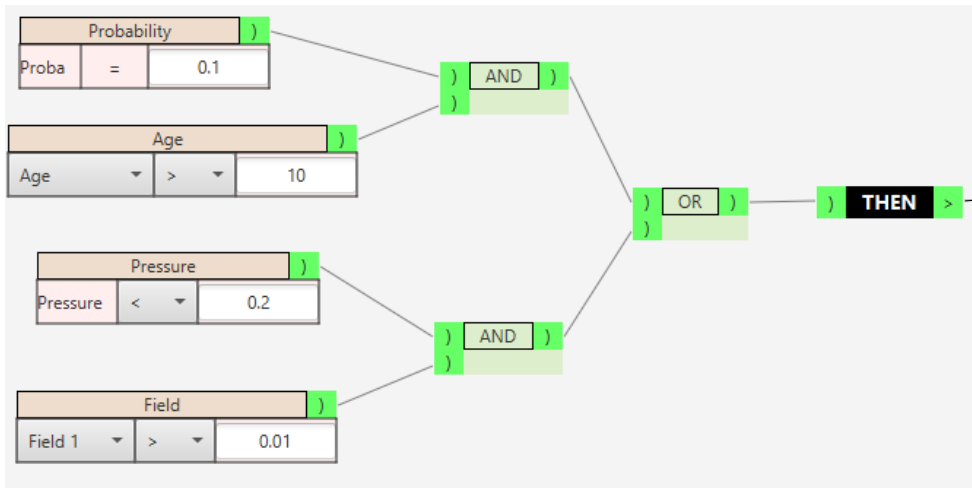 Probability )
Proba = 0.1
) AND )
)
Age )
Age > 10
) OR )
)
) THEN >
Pressure )
Pressure < 0.2
) AND )
)
Field )
Field 1 > 0.01